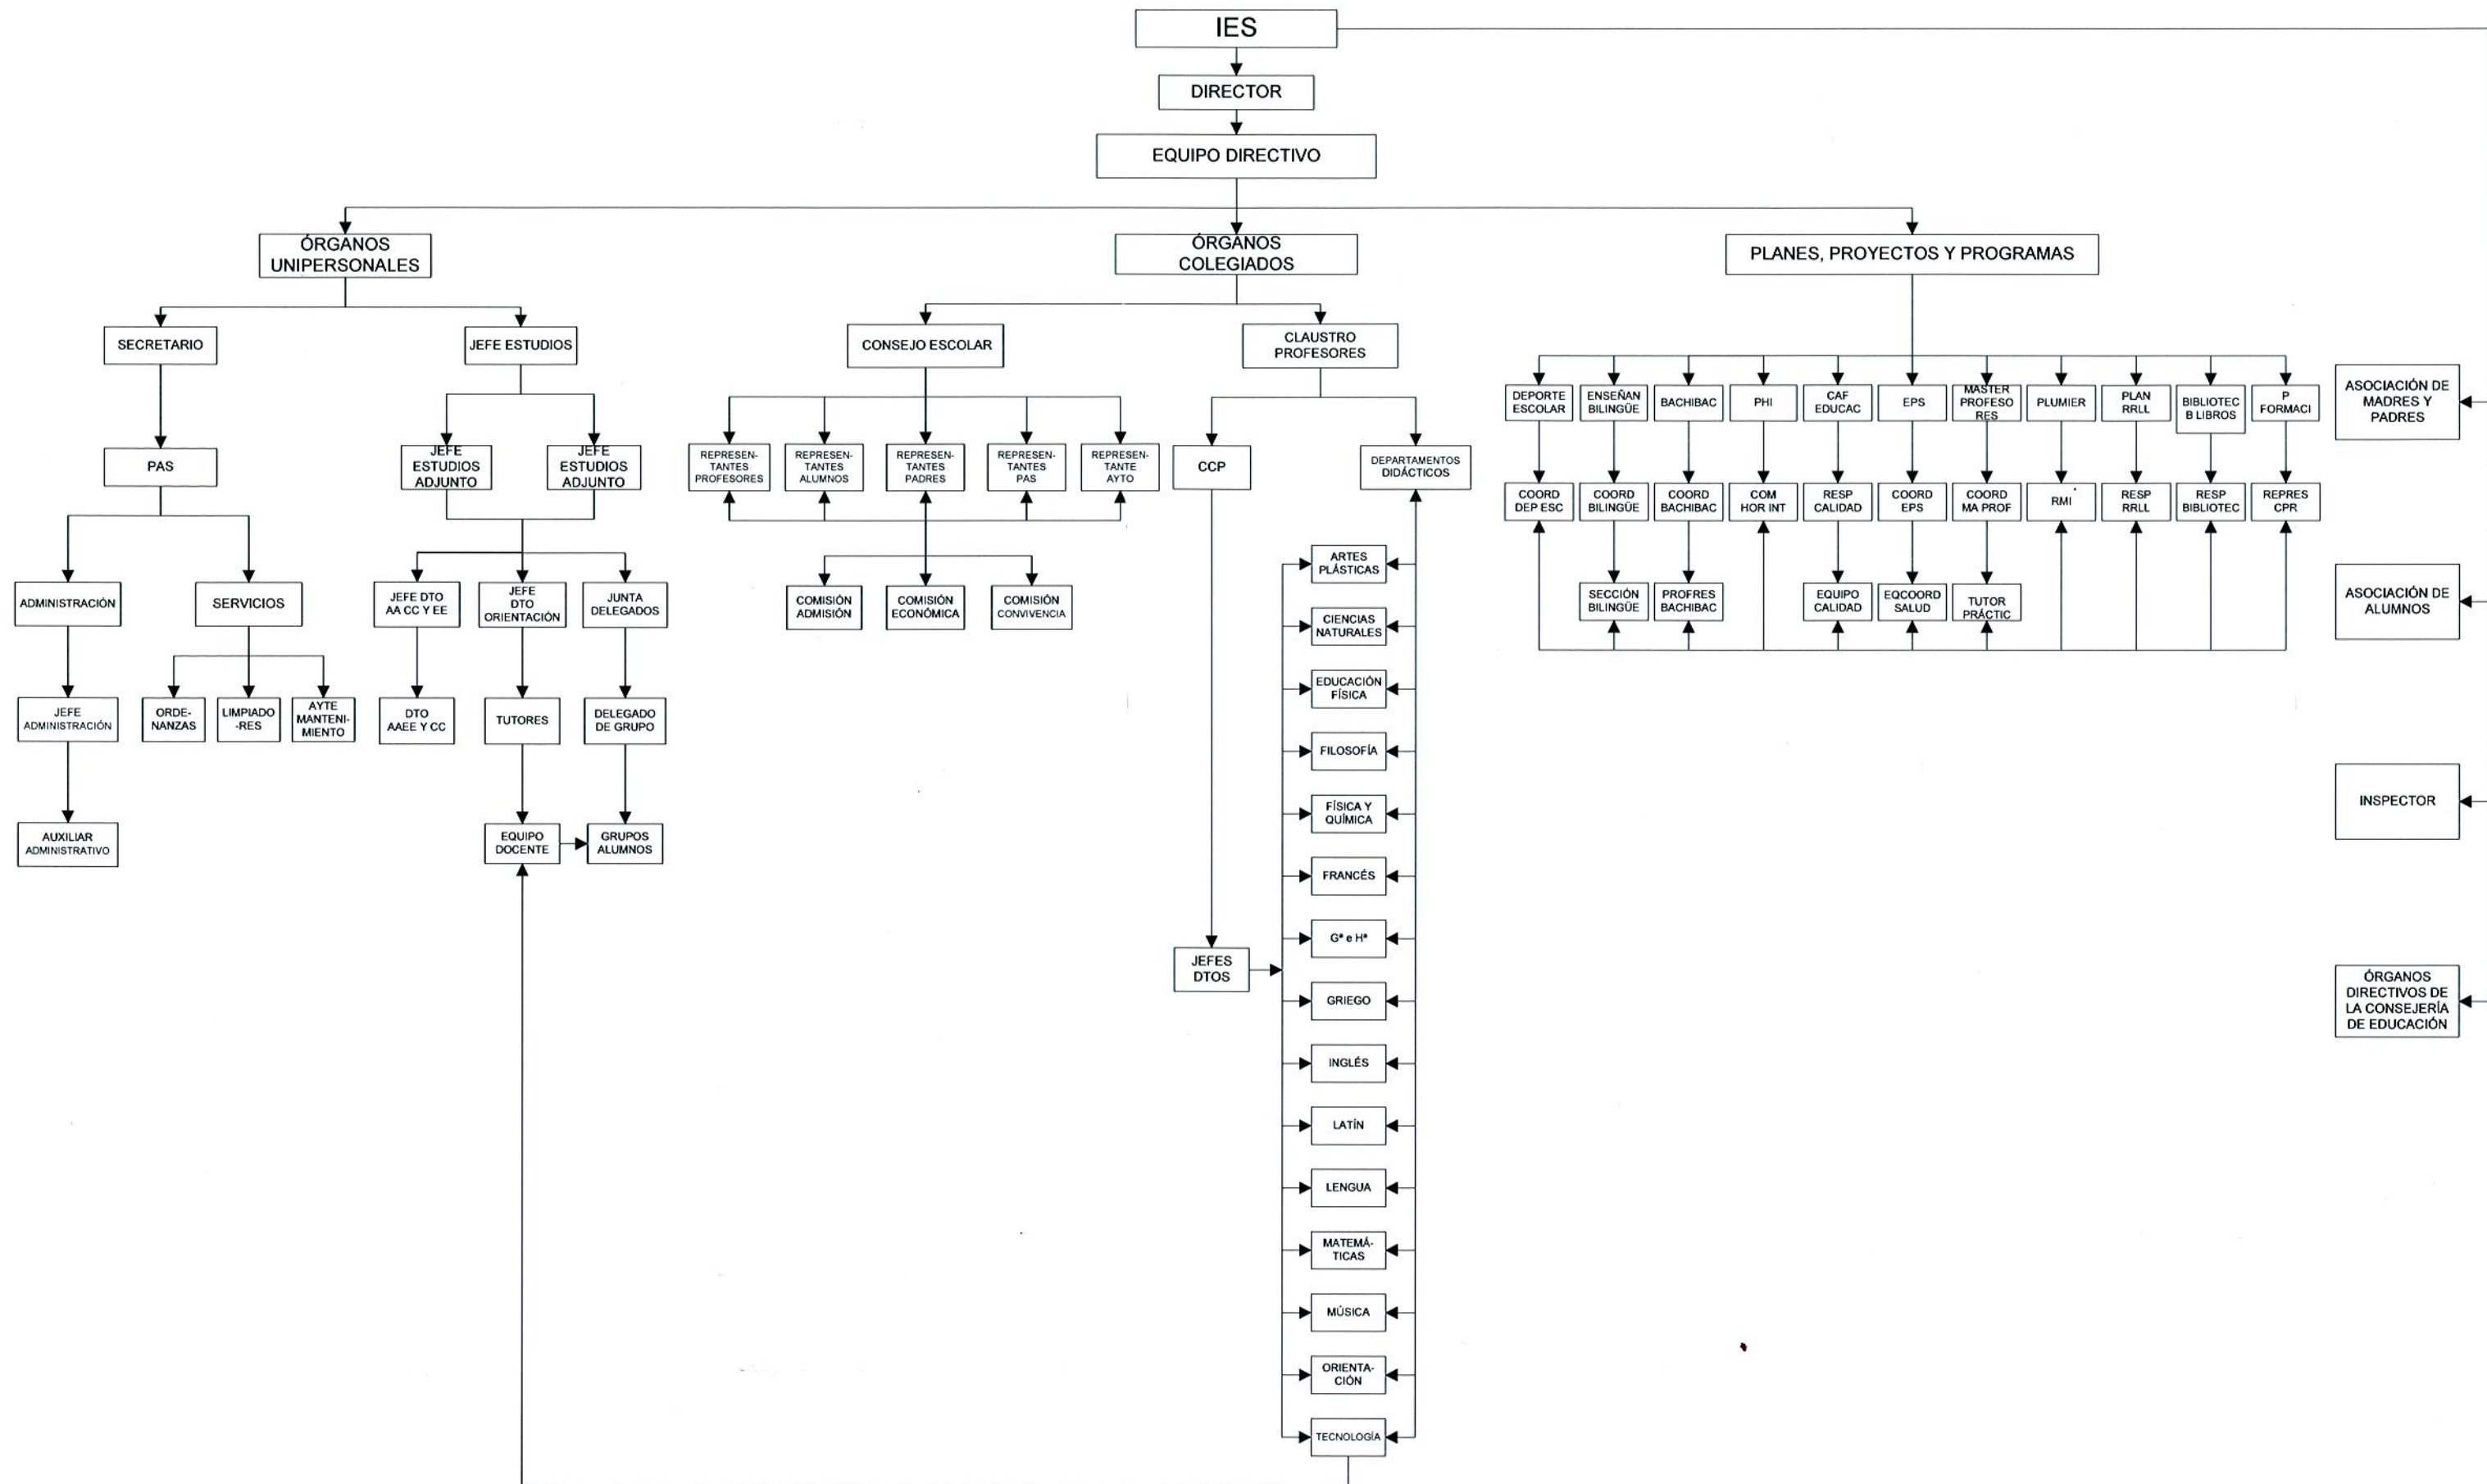 IES
DIRECTOR
EQUIPO DIRECTIVO
ÓRGANOS
UNIPERSONALES
ÓRGANOS
COLEGIADOS
PLANES, PROYECTOS Y PROGRAMAS
SECRETARIO
JEFE ESTUDIOS
CONSEJO ESCOLAR
CLAUSTRO
PROFESORES
DEPORTE
ESCOLAR
ENSEÑAN
BILINGÜE
BACHIBAC
PHI
CAF
EDUCAC
EPS
MASTER
PROFESO
RES
PLUMIER
PLAN
RRLL
BIBLIOTEC
B LIBROS
P
FORMACI
ASOCIACIÓN DE
MADRES Y
PADRES
PAS
JEFE
ESTUDIOS
ADJUNTO
JEFE
ESTUDIOS
ADJUNTO
REPRESEN-
TANTES
PROFESORES
REPRESEN-
TANTES
ALUMNOS
REPRESEN-
TANTES
PADRES
REPRESEN-
TANTES
PAS
REPRESEN-
TANTE
AYTO
CCP
DEPARTAMENTOS
DIDÁCTICOS
COORD
DEP ESC
COORD
BILINGÜE
COORD
BACHIBAC
COM
HOR INT
RESP
CALIDAD
COORD
EPS
COORD
MA PROF
RMI
RESP
RRLL
RESP
BIBLIOTEC
REPRES
CPR
ADMINISTRACIÓN
SERVICIOS
JEFE DTO
AA CC Y EE
JEFE
DTO
ORIENTACIÓN
JUNTA
DELEGADOS
COMISIÓN
ADMISIÓN
COMISIÓN
ECONÓMICA
COMISIÓN
CONVIVENCIA
SECCIÓN
BILINGÜE
PROFRES
BACHIBAC
EQUIPO
CALIDAD
EQCOORD
SALUD
TUTOR
PRÁCTIC
ASOCIACIÓN DE
ALUMNOS
JEFE
ADMINISTRACIÓN
ORDE-
NANZAS
LIMPIADO
-RES
AYTE
MANTENI-
MIENTO
DTO
AAEE Y CC
TUTORES
DELEGADO
DE GRUPO
AUXILIAR
ADMINISTRATIVO
EQUIPO
DOCENTE
GRUPOS
ALUMNOS
INSPECTOR
JEFES
DTOS
ARTES
PLÁSTICAS
CIENCIAS
NATURALES
EDUCACIÓN
FÍSICA
FILOSOFÍA
FÍSICA Y
QUÍMICA
FRANCÉS
Gª e Hª
GRIEGO
INGLÉS
LATÍN
LENGUA
MATEMÁ-
TICAS
MÚSICA
ORIENTA-
CIÓN
TECNOLOGÍA
ÓRGANOS
DIRECTIVOS DE
LA CONSEJERÍA
DE EDUCACIÓN